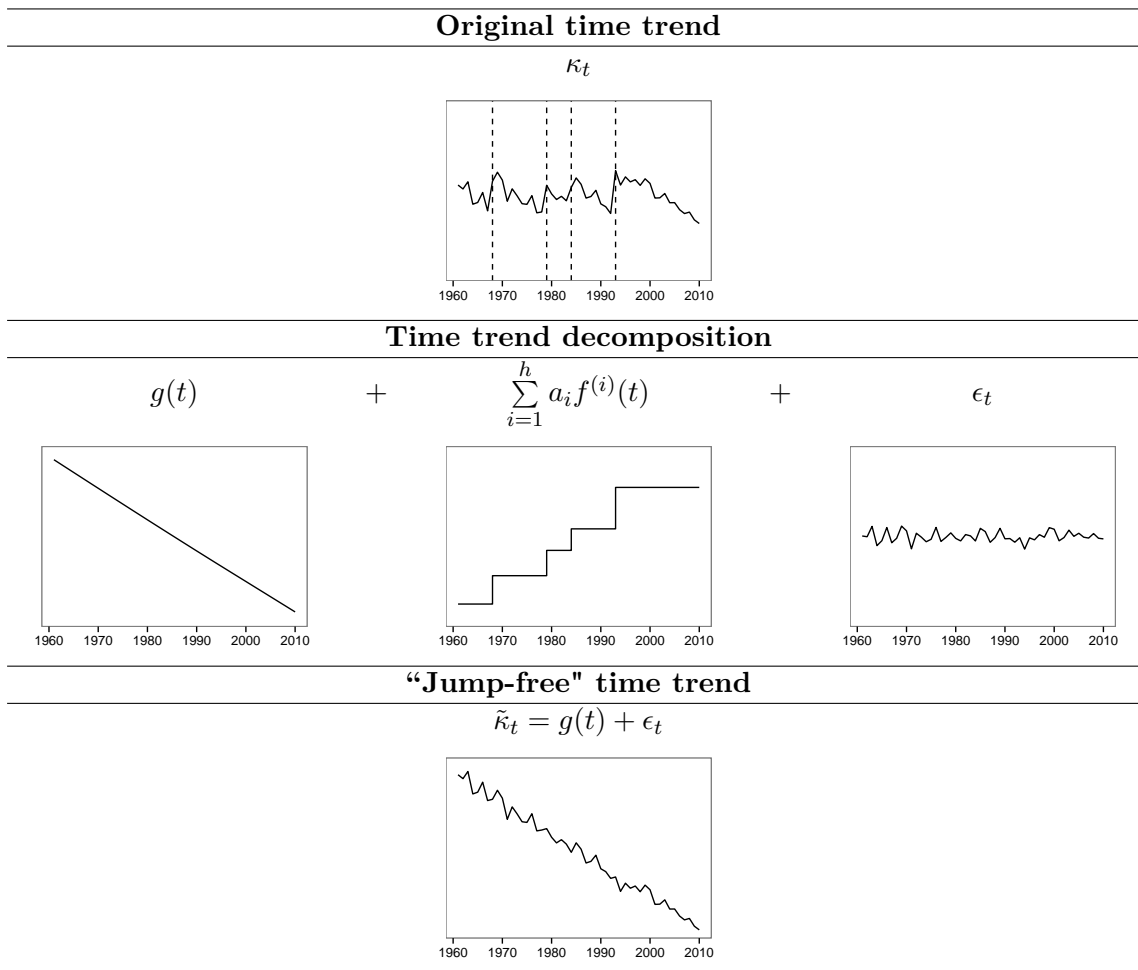 Original time trend
κ_t
1960 1970 1980 1990 2000 2010
Time trend decomposition
g(t) + \sum_{i=1}^{h} a_i f^{(i)}(t) + ϵ_t
1960 1970 1980 1990 2000 2010 1960 1970 1980 1990 2000 2010 1960 1970 1980 1990 2000 2010
“Jump-free" time trend
\tilde{κ}_t = g(t) + ϵ_t
1960 1970 1980 1990 2000 2010